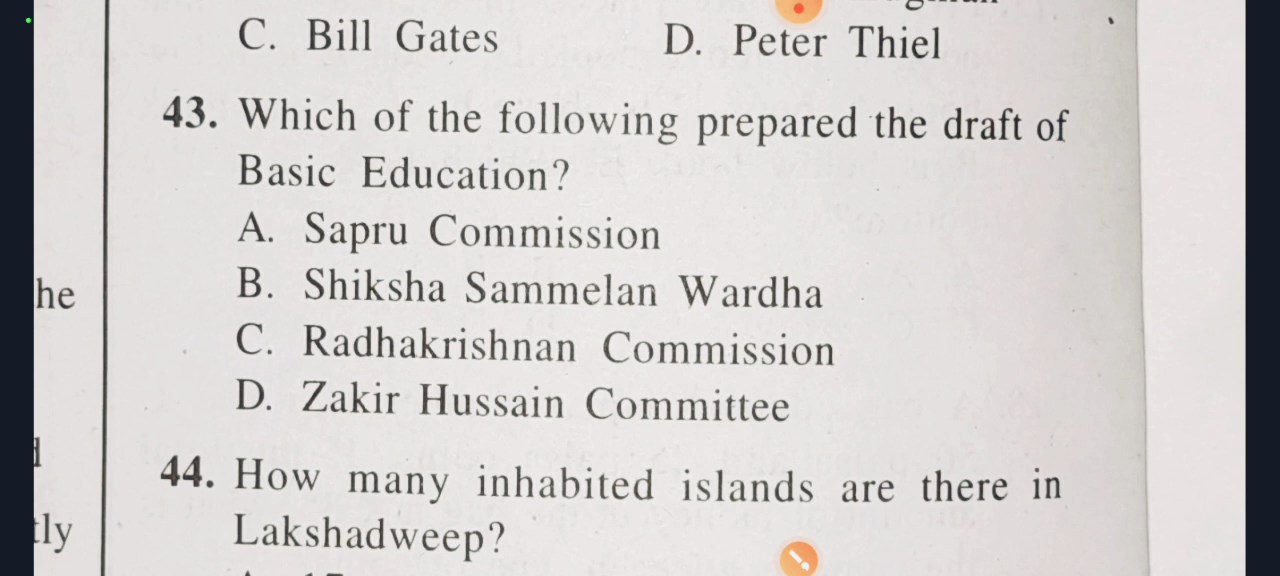 C. Bill Gates D. Peter Thiel
43. Which of the following prepared the draft of
Basic Education?
A. Sapru Commission
he
B. Shiksha Sammelan Wardha
C. Radhakrishnan Commission
D. Zakir Hussain Committee
44. How many inhabited islands are there in
tly
Lakshadweep?